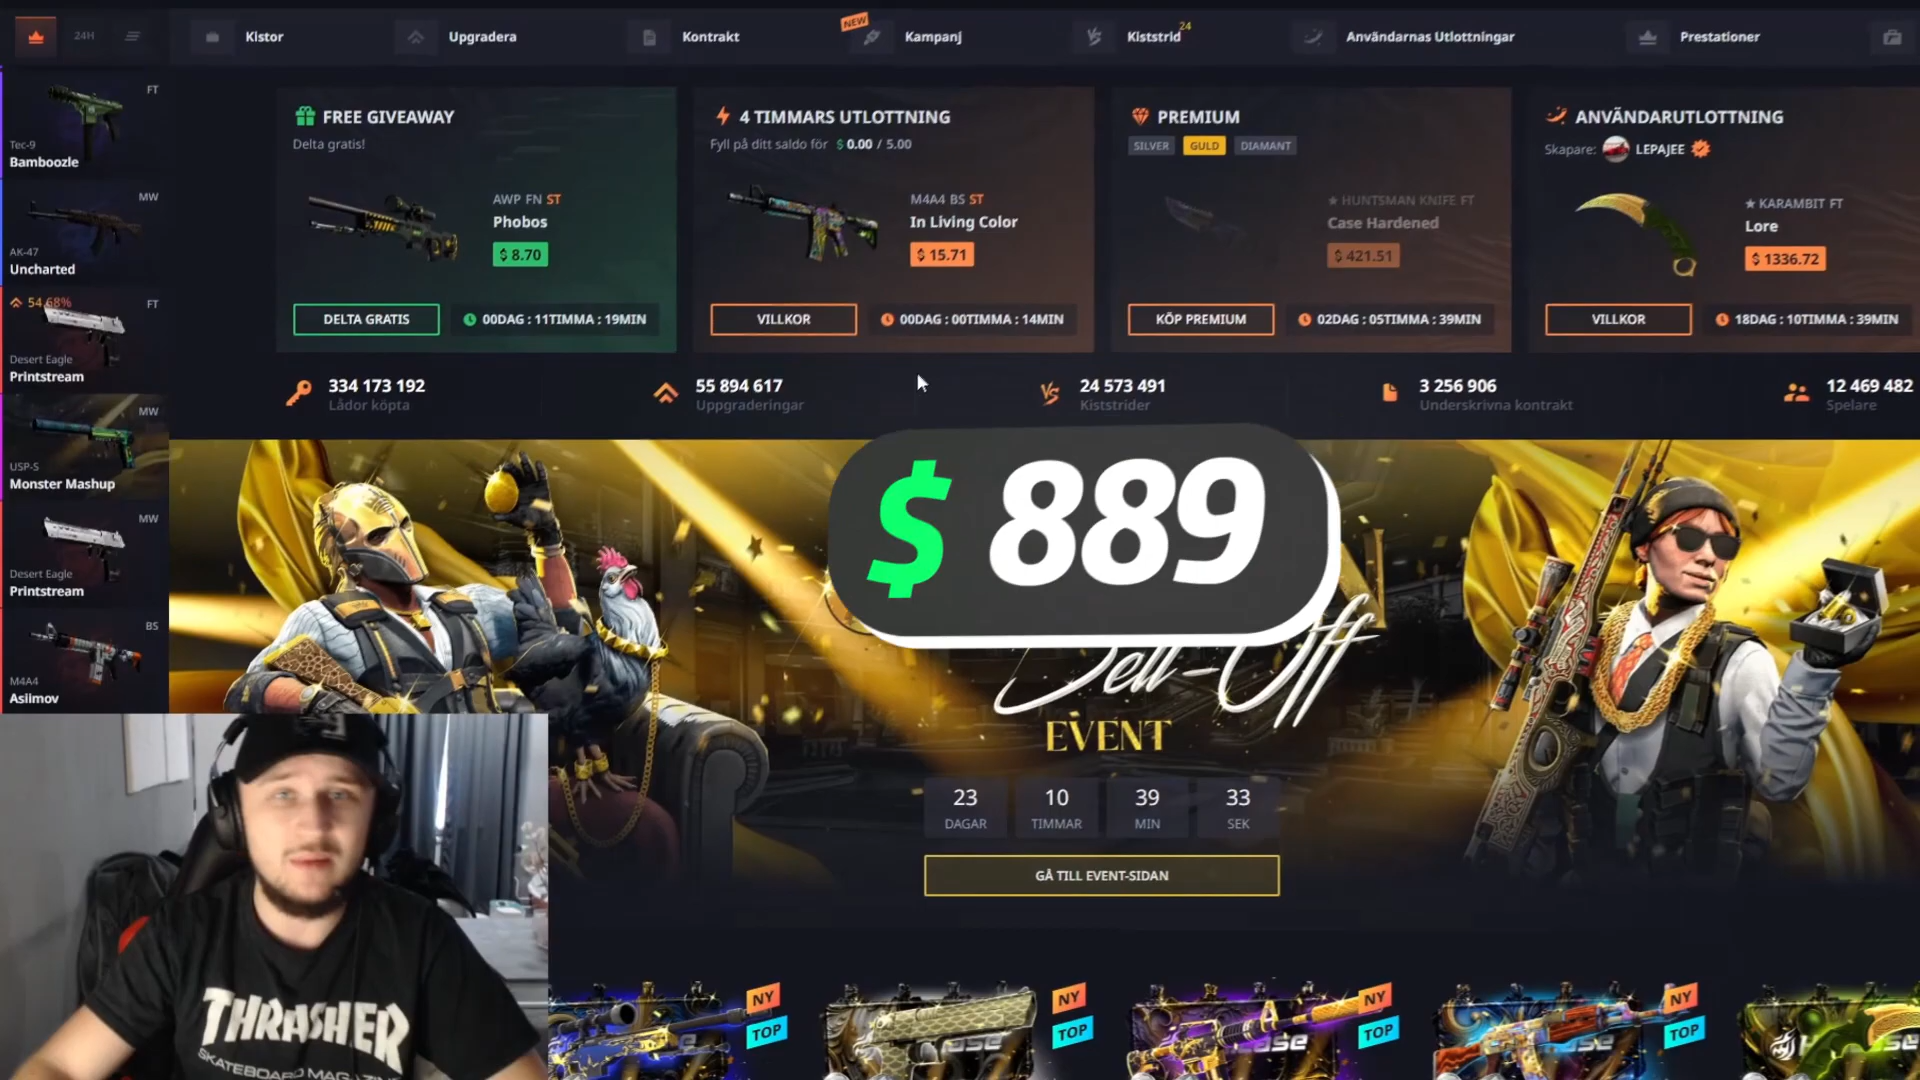 24H
Kistor
Upgradera
Kontrakt
NEW
Kampanj
Kiststrid
24
Användarnas Utlottningar
Prestationer
FT
Tec-9
Bamboozle
MW
AK-47
Uncharted
54.68%
FT
Desert Eagle
Printstream
MW
USP-S
Monster Mashup
MW
Desert Eagle
Printstream
BS
M4A4
Asiimov
FREE GIVEAWAY
Delta gratis!
AWP FN ST
Phobos
$ 8.70
DELTA GRATIS
00DAG : 11TIMMA : 19MIN
4 TIMMARS UTLOTTNING
Fyll på ditt saldo för $ 0.00 / 5.00
M4A4 BS ST
In Living Color
$ 15.71
VILLKOR
00DAG : 00TIMMA : 14MIN
PREMIUM
SILVER
GULD
DIAMANT
★ HUNTSMAN KNIFE FT
Case Hardened
$ 421.51
KÖP PREMIUM
02DAG : 05TIMMA : 39MIN
ANVÄNDARUTLOTTNING
Skapare: LEPAJEE
★ KARAMBIT FT
Lore
$ 1336.72
VILLKOR
18DAG : 10TIMMA : 39MIN
334 173 192
Lådor köpta
55 894 617
Uppgraderingar
VS
24 573 491
Kiststrider
3 256 906
Underskrivna kontrakt
12 469 482
Spelare
$ 889
Sell-Off
EVENT
23
DAGAR
10
TIMMAR
39
MIN
33
SEK
GÅ TILL EVENT-SIDAN
THRASHER
SKATEBOARD MAGAZINE
NY
TOP
NY
TOP
NY
TOP
NY
TOP